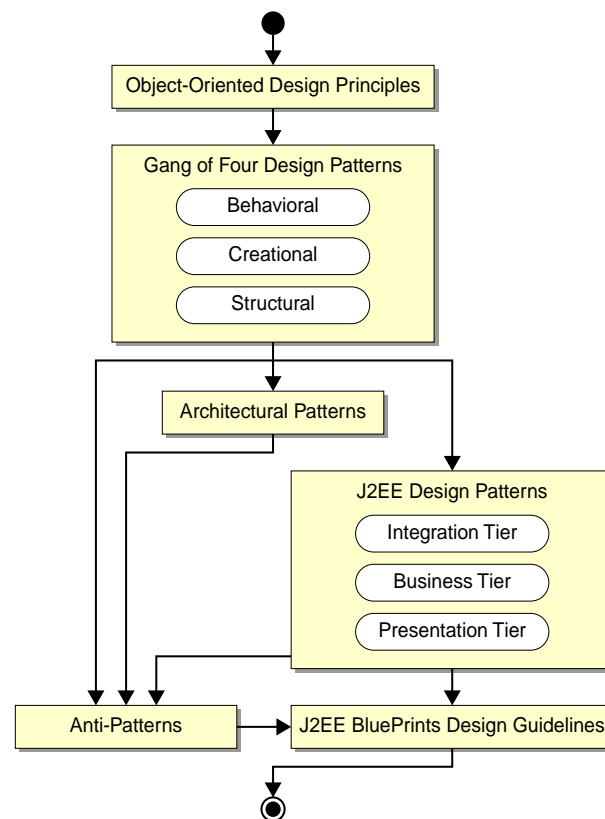 Object-Oriented Design Principles
Gang of Four Design Patterns
Behavioral
Creational
Structural
Architectural Patterns
J2EE Design Patterns
Integration Tier
Business Tier
Presentation Tier
Anti-Patterns
J2EE BluePrints Design Guidelines